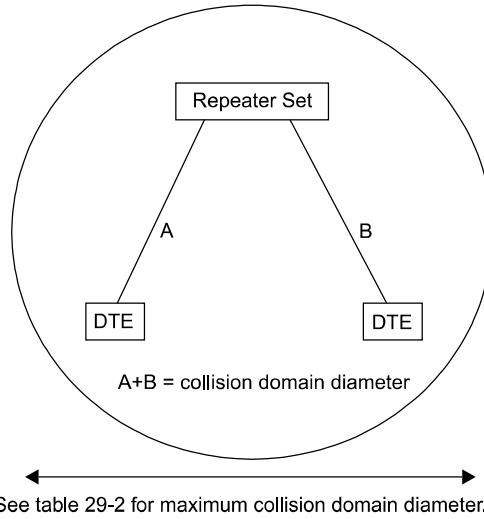 Repeater Set
A
B
DTE
DTE
A+B = collision domain diameter
See table 29-2 for maximum collision domain diameter.